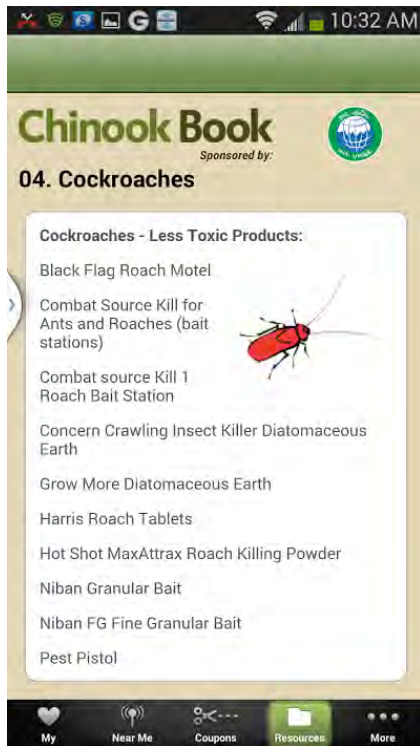 10:32 AM
Chinook Book
Sponsored by:
04. Cockroaches
Cockroaches - Less Toxic Products:
Black Flag Roach Motel
Combat Source Kill for
Ants and Roaches (bait
stations)
Combat source Kill 1
Roach Bait Station
Concern Crawling Insect Killer Diatomaceous
Earth
Grow More Diatomaceous Earth
Harris Roach Tablets
Hot Shot MaxAttrax Roach Killing Powder
Niban Granular Bait
Niban FG Fine Granular Bait
Pest Pistol
My
Near Me
Coupons
Resources
More